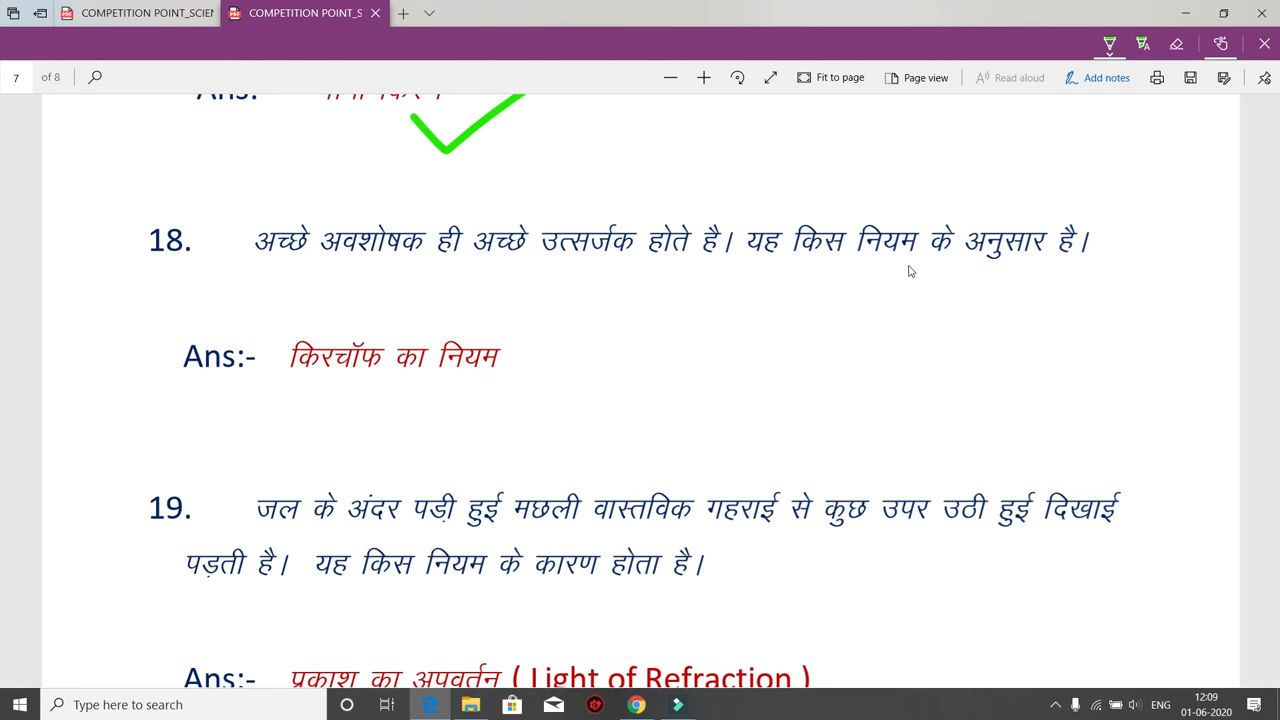 COMPETITION POINT_SCIEN
COMPETITION POINT_S
7 of 8
Fit to page
Page view
Read aloud
Add notes
Ans:-
18. अच्छे अवशोषक ही अच्छे उत्सर्जक होते है। यह किस नियम के अनुसार है।
Ans:- किरचॉफ का नियम
19. जल के अंदर पड़ी हुई मछली वास्तविक गहराई से कुछ उपर उठी हुई दिखाई
पड़ती है। यह किस नियम के कारण होता है।
Ans:- प्रकाश का अपवर्तन ( Light of Refraction )
Type here to search
ENG
12:09
01-06-2020